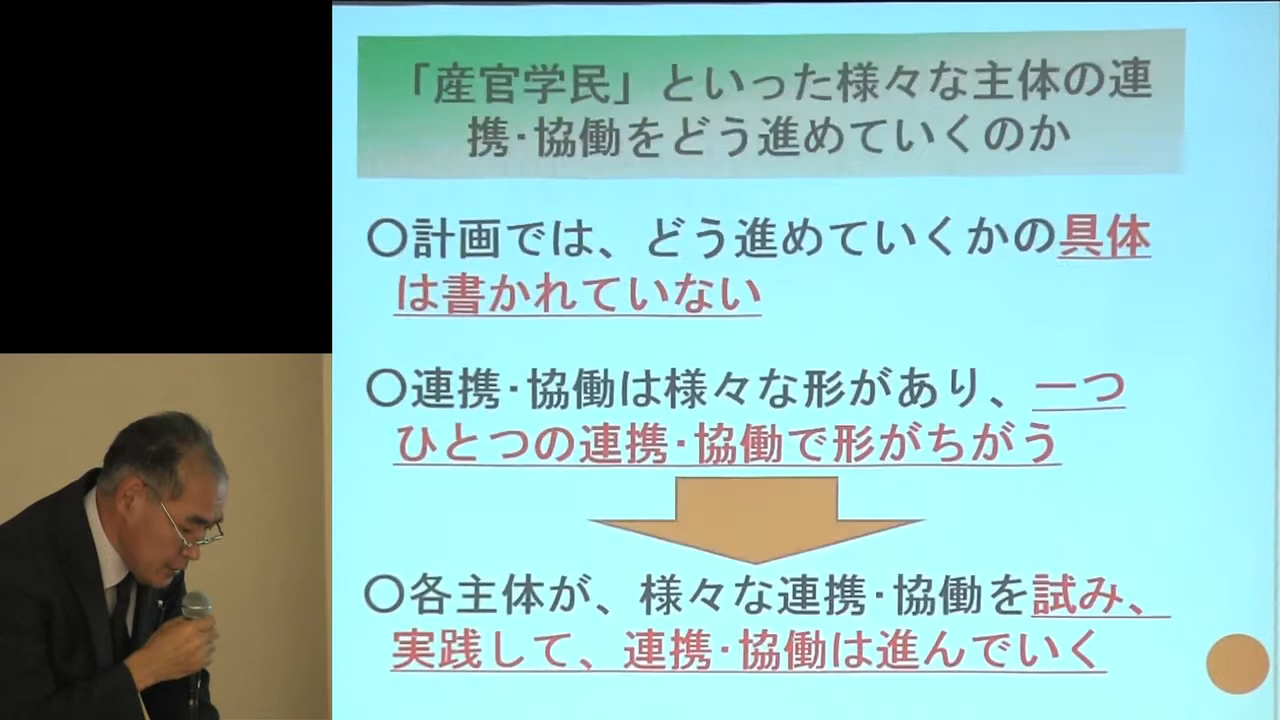 「産官学民」といった様々な主体の連
携・協働をどう進めていくのか
○計画では、どう進めていくかの具体
は書かれていない
○連携・協働は様々な形があり、一つ
ひとつの連携・協働で形がちがう
○各主体が、様々な連携・協働を試み、
実践して、連携・協働は進んでいく